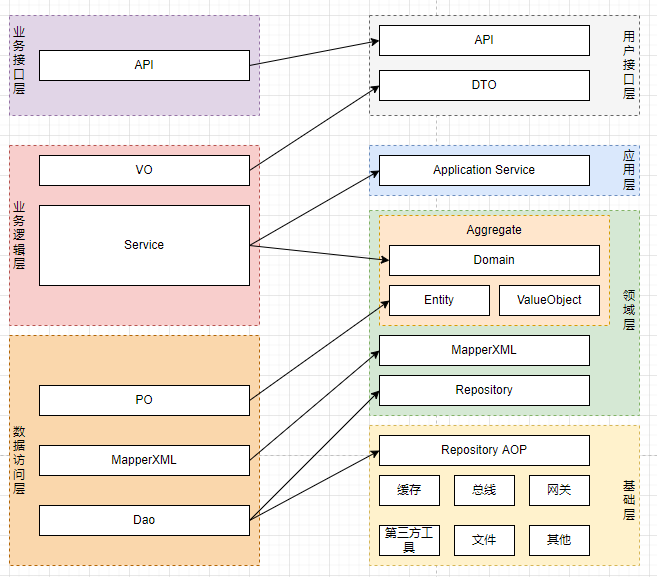 业务接口层
API
业务逻辑层
VO
Service
数据访问层
PO
MapperXML
Dao
API
DTO
用户接口层
Application Service
应用层
Aggregate
Domain
Entity
ValueObject
MapperXML
Repository
领域层
Repository AOP
缓存
总线
网关
第三方工
具
文件
其他
基础层